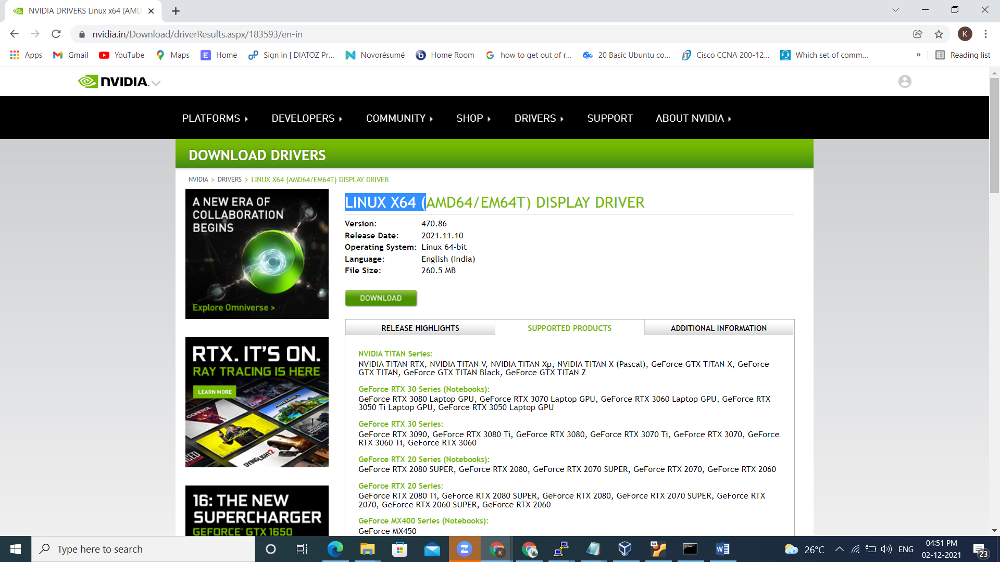 NVIDIA DRIVERS Linux x64 (AMD
nvidia.in/Download/driverResults.aspx/183593/en-in
K
Apps
Gmail
YouTube
Maps
E Home
Sign in | DIATOZ Pr...
Novorésumé
Home Room
how to get out of r...
20 Basic Ubuntu co...
Cisco CCNA 200-12...
Which set of comm...
»
Reading list
NVIDIA.
PLATFORMS
DEVELOPERS
COMMUNITY
SHOP
DRIVERS
SUPPORT
ABOUT NVIDIA
DOWNLOAD DRIVERS
NVIDIA > DRIVERS > LINUX X64 (AMD64/EM64T) DISPLAY DRIVER
A NEW ERA OF
COLLABORATION
BEGINS
Explore Omniverse >
LINUX X64 (AMD64/EM64T) DISPLAY DRIVER
Version: 470.86
Release Date: 2021.11.10
Operating System: Linux 64-bit
Language: English (India)
File Size: 260.5 MB
DOWNLOAD
RELEASE HIGHLIGHTS
SUPPORTED PRODUCTS
ADDITIONAL INFORMATION
NVIDIA TITAN Series:
NVIDIA TITAN RTX, NVIDIA TITAN V, NVIDIA TITAN Xp, NVIDIA TITAN X (Pascal), GeForce GTX TITAN X, GeForce
GTX TITAN, GeForce GTX TITAN Black, GeForce GTX TITAN Z
GeForce RTX 30 Series (Notebooks):
GeForce RTX 3080 Laptop GPU, GeForce RTX 3070 Laptop GPU, GeForce RTX 3060 Laptop GPU, GeForce RTX
3050 Ti Laptop GPU, GeForce RTX 3050 Laptop GPU
GeForce RTX 30 Series:
GeForce RTX 3090, GeForce RTX 3080 Ti, GeForce RTX 3080, GeForce RTX 3070 Ti, GeForce RTX 3070, GeForce
RTX 3060 Ti, GeForce RTX 3060
GeForce RTX 20 Series (Notebooks):
GeForce RTX 2080 SUPER, GeForce RTX 2080, GeForce RTX 2070 SUPER, GeForce RTX 2070, GeForce RTX 2060
GeForce RTX 20 Series:
GeForce RTX 2080 Ti, GeForce RTX 2080 SUPER, GeForce RTX 2080, GeForce RTX 2070 SUPER, GeForce RTX
2070, GeForce RTX 2060 SUPER, GeForce RTX 2060
GeForce MX400 Series (Notebooks):
GeForce MX450
RTX. IT'S ON.
RAY TRACING IS HERE
LEARN MORE
CONTROL
MINECRAFT
DYINGLIGHT2
16: THE NEW
SUPERCHARGER
GEFORCE GTX 1650
Type here to search
26°C
ENG
04:51 PM
02-12-2021
23